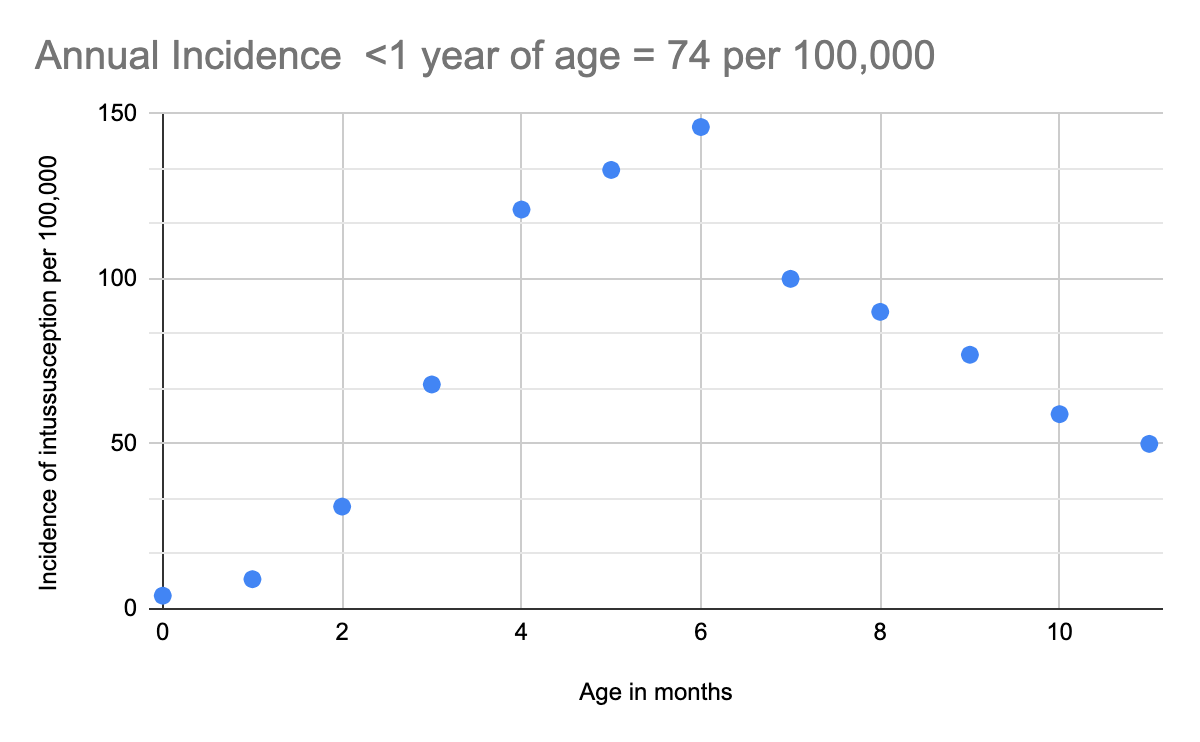 Annual Incidence  <1 year of age = 74 per 100,000
Incidence of intussusception per 100,000
150
100
50
0
0 2 4 6 8 10
Age in months